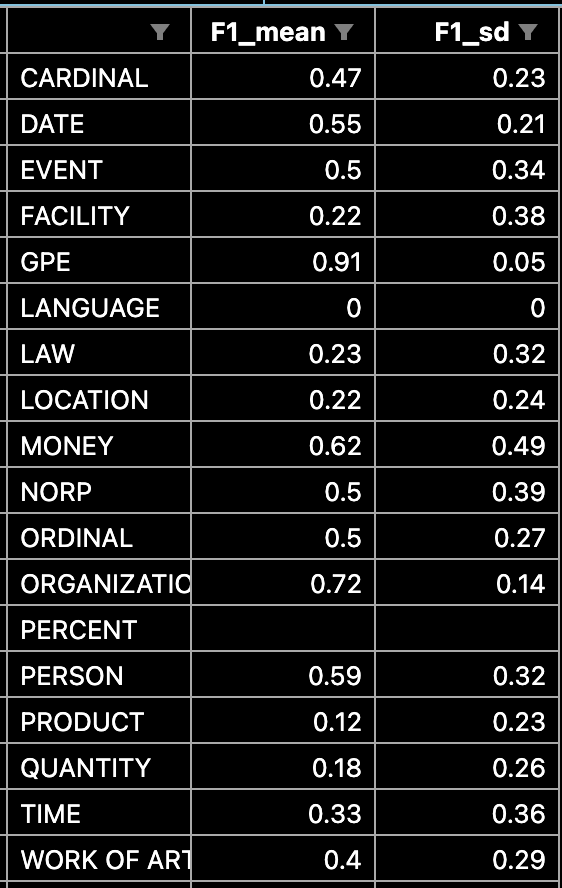 F1_mean F1_sd
CARDINAL 0.47 0.23
DATE 0.55 0.21
EVENT 0.5 0.34
FACILITY 0.22 0.38
GPE 0.91 0.05
LANGUAGE 0 0
LAW 0.23 0.32
LOCATION 0.22 0.24
MONEY 0.62 0.49
NORP 0.5 0.39
ORDINAL 0.5 0.27
ORGANIZATIO 0.72 0.14
PERCENT
PERSON 0.59 0.32
PRODUCT 0.12 0.23
QUANTITY 0.18 0.26
TIME 0.33 0.36
WORK OF ART 0.4 0.29